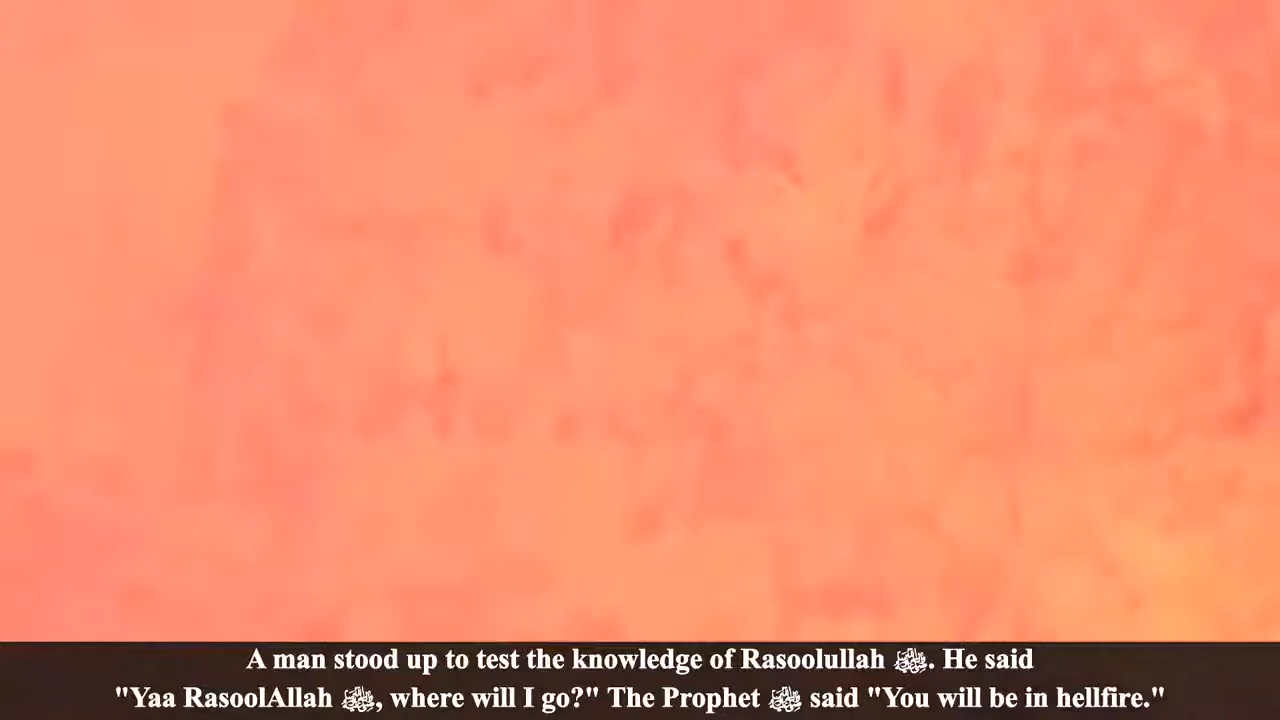 A man stood up to test the knowledge of Rasoolullah ﷺ. He said
"Yaa RasoolAllah ﷺ, where will I go?" The Prophet ﷺ said "You will be in hellfire."